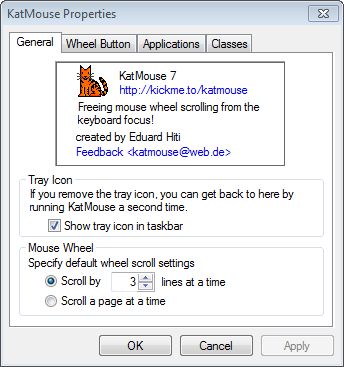 KatMouse Properties
General Wheel Button Applications Classes
KatMouse 7
http://kickme.to/katmouse
Freeing mouse wheel scrolling from the
keyboard focus!
created by Eduard Hiti
Feedback <katmouse@web.de>
Tray Icon
If you remove the tray icon, you can get back to here by
running KatMouse a second time.
Show tray icon in taskbar
Mouse Wheel
Specify default wheel scroll settings
Scroll by 3 lines at a time
Scroll a page at a time
OK Cancel Apply